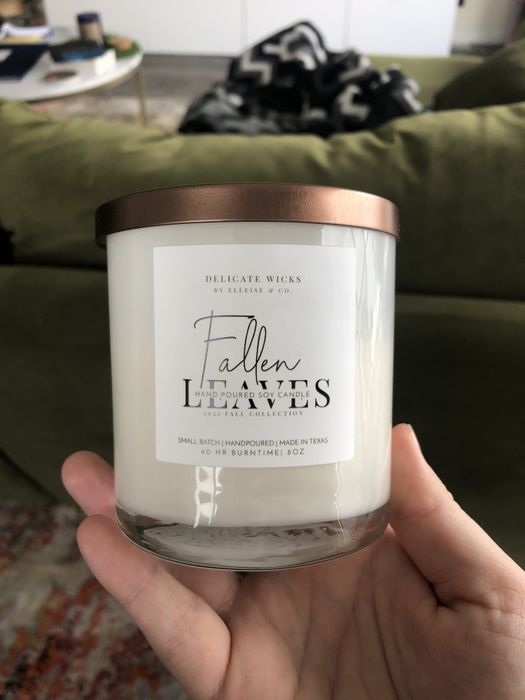 DELICATE WICKS
BY ELLEISE & CO.
Fallen
LEAVES
HAND POURED SOY CANDLE
2021 FALL COLLECTION
SMALL BATCH | HANDPOURED | MADE IN TEXAS
40 HR BURNTIME| 8OZ